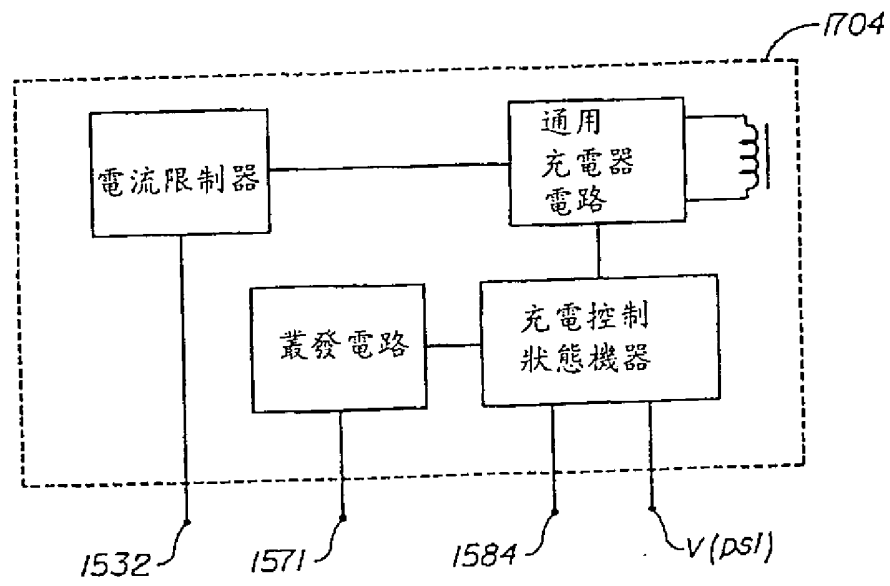 1704
電流限制器
通用
充電器
電路
叢發電路
充電控制
狀態機器
1532
1571
1584
V(DSI)